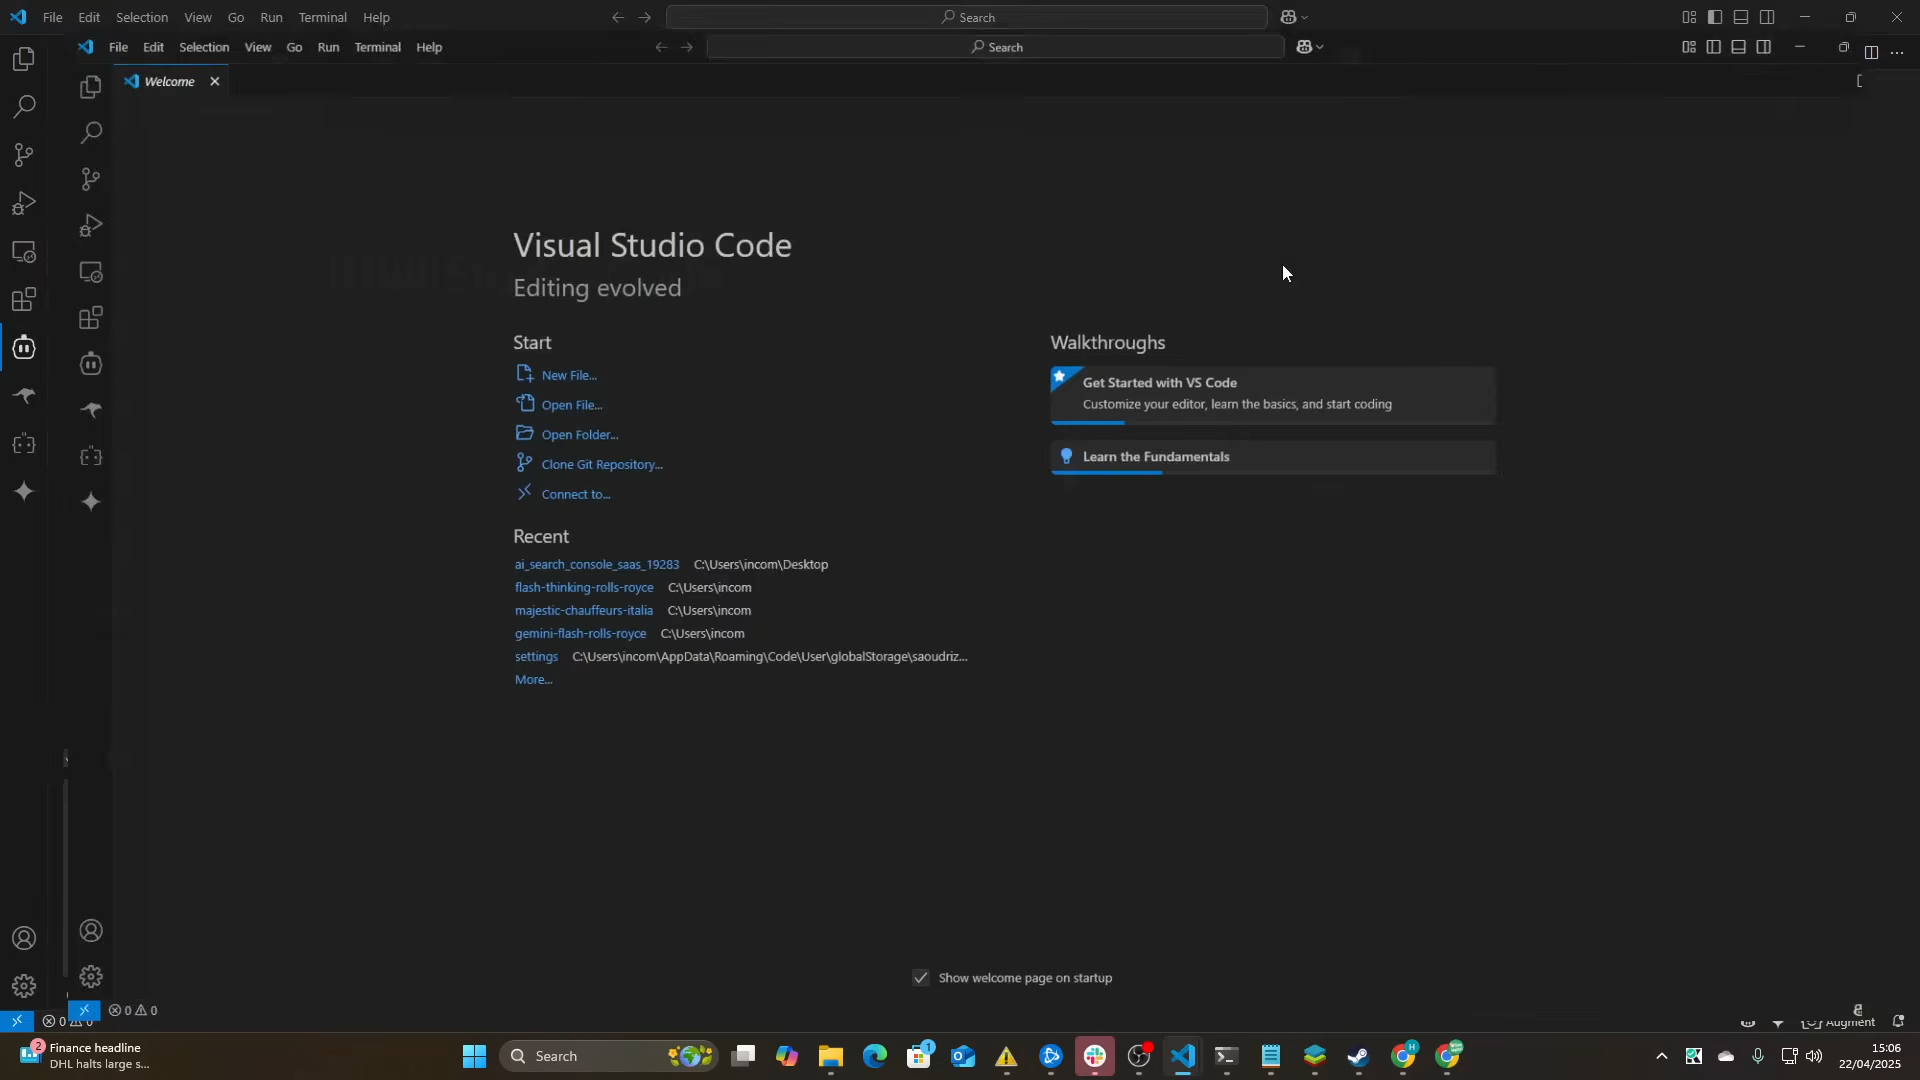 File Edit Selection View Go Run Terminal Help
Search
File Edit Selection View Go Run Terminal Help
Search
Welcome
Visual Studio Code
Editing evolved
Start
New File...
Open File...
Open Folder...
Clone Git Repository...
Connect to...
Recent
ai_search_console_saas_19283 C:\Users\incom\Desktop
flash-thinking-rolls-royce C:\Users\incom
majestic-chauffeurs-italia C:\Users\incom
gemini-flash-rolls-royce C:\Users\incom
settings C:\Users\incom\AppData\Roaming\Code\User\globalStorage\saoudriz...
More...
Walkthroughs
Get Started with VS Code
Customize your editor, learn the basics, and start coding
Learn the Fundamentals
Show welcome page on startup
0 0
0 0
Augment
2
Finance headline
DHL halts large s...
Search
1
H
15:06
22/04/2025